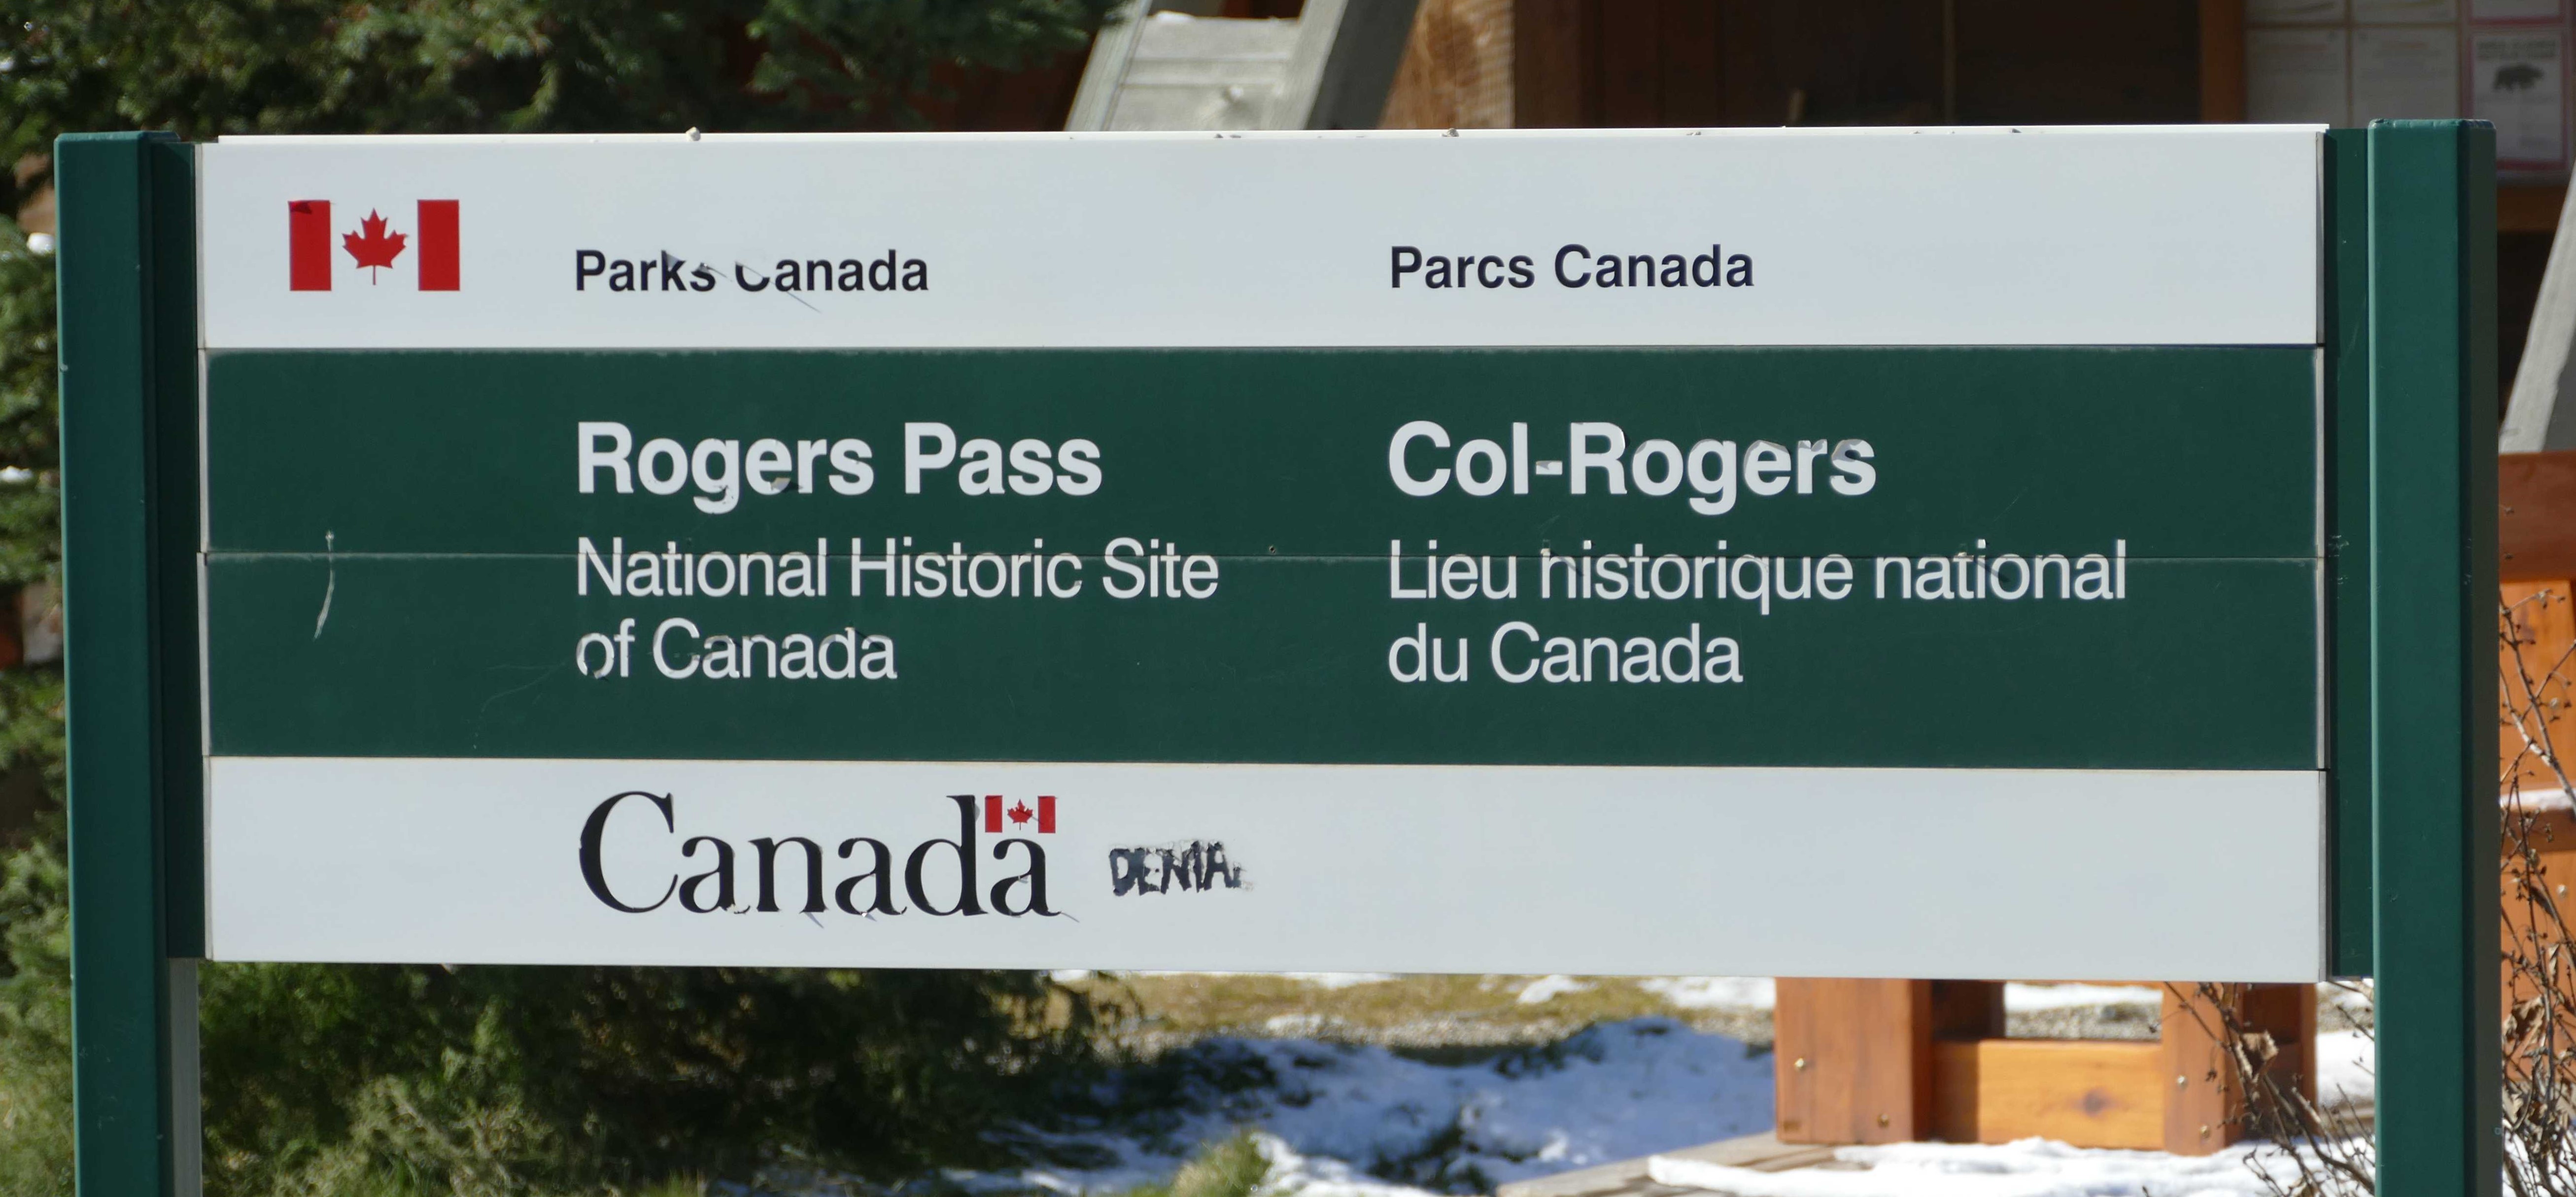 Parks Canada
Parcs Canada
Rogers Pass
National Historic Site
of Canada
Col-Rogers
Lieu historique national
du Canada
Canada